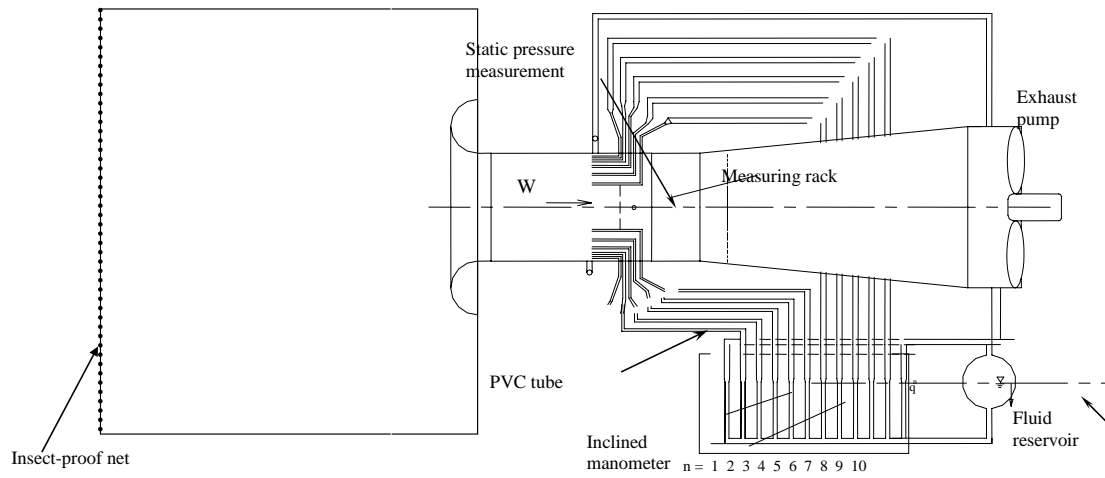 Static pressure
measurement
Exhaust
pump
Measuring rack
W
PVC tube
q
Fluid
reservoir
Inclined
manometer
Insect-proof net
n = 1 2 3 4 5 6 7 8 9 10